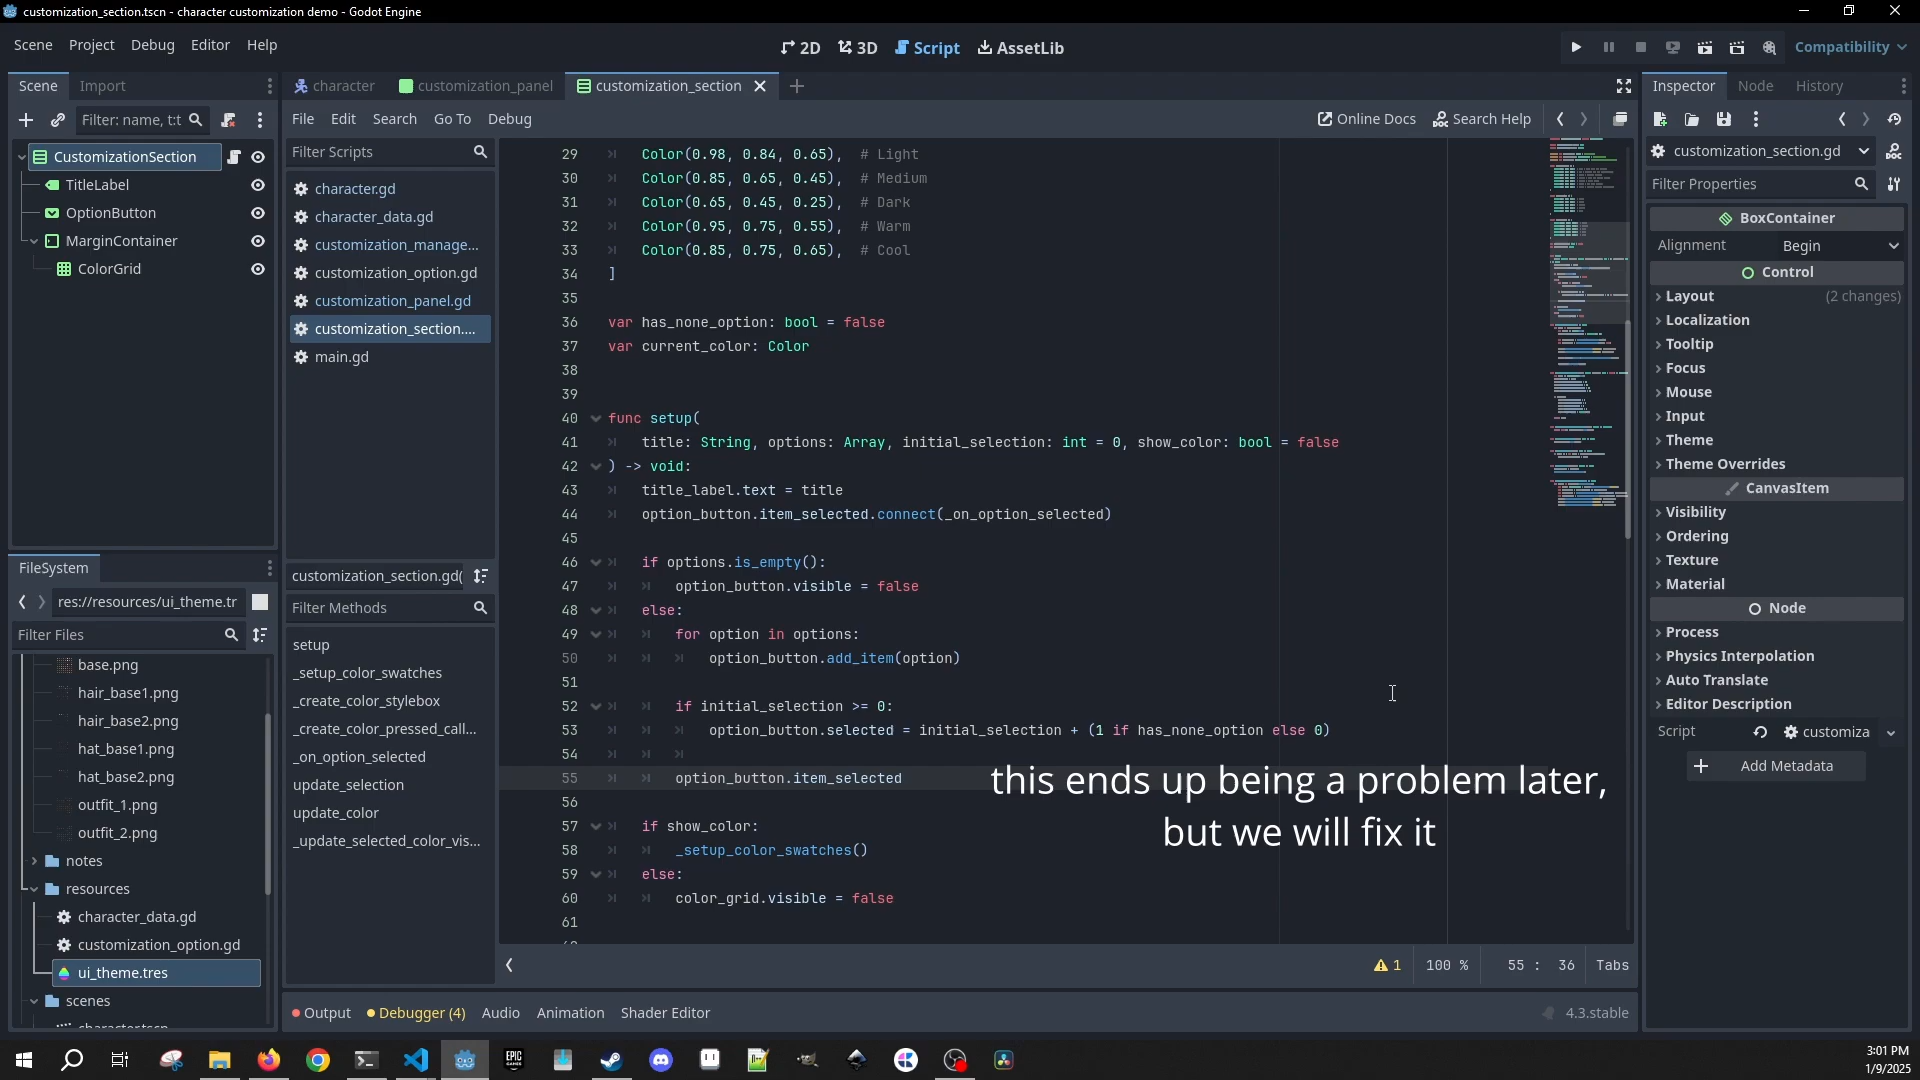 customization_section.tscn - character customization demo - Godot Engine
Scene Project Debug Editor Help
2D 3D Script AssetLib
Compatibility
Scene Import
Filter: name, t:t
CustomizationSection
TitleLabel
OptionButton
MarginContainer
ColorGrid
FileSystem
res://resources/ui_theme.tr
Filter Files
base.png
hair_base1.png
hair_base2.png
hat_base1.png
hat_base2.png
outfit_1.png
outfit_2.png
notes
resources
character_data.gd
customization_option.gd
ui_theme.tres
scenes
character.tscn
character customization_panel customization_section
File Edit Search Go To Debug
Online Docs Search Help
Filter Scripts
character.gd
character_data.gd
customization_manage...
customization_option.gd
customization_panel.gd
customization_section....
main.gd
customization_section.gd(
Filter Methods
setup
_setup_color_swatches
_create_color_stylebox
_create_color_pressed_call...
_on_option_selected
update_selection
update_color
_update_selected_color_vis...
29 Color(0.98, 0.84, 0.65), # Light
30 Color(0.85, 0.65, 0.45), # Medium
31 Color(0.65, 0.45, 0.25), # Dark
32 Color(0.95, 0.75, 0.55), # Warm
33 Color(0.85, 0.75, 0.65), # Cool
34 ]
35
36 var has_none_option: bool = false
37 var current_color: Color
38
39
40 func setup(
41 title: String, options: Array, initial_selection: int = 0, show_color: bool = false
42 ) -> void:
43 title_label.text = title
44 option_button.item_selected.connect(_on_option_selected)
45
46 if options.is_empty():
47 option_button.visible = false
48 else:
49 for option in options:
50 option_button.add_item(option)
51
52 if initial_selection >= 0:
53 option_button.selected = initial_selection + (1 if has_none_option else 0)
54
55 option_button.item_selected
56
57 if show_color:
58 _setup_color_swatches()
59 else:
60 color_grid.visible = false
61
this ends up being a problem later,
but we will fix it
1 100 % 55 : 36 Tabs
Output Debugger (4) Audio Animation Shader Editor
4.3.stable
Inspector Node History
customization_section.gd
Filter Properties
BoxContainer
Alignment Begin
Control
Layout (2 changes)
Localization
Tooltip
Focus
Mouse
Input
Theme
Theme Overrides
CanvasItem
Visibility
Ordering
Texture
Material
Node
Process
Physics Interpolation
Auto Translate
Editor Description
Script customiza
Add Metadata
EPIC
GAMES
3:01 PM
1/9/2025